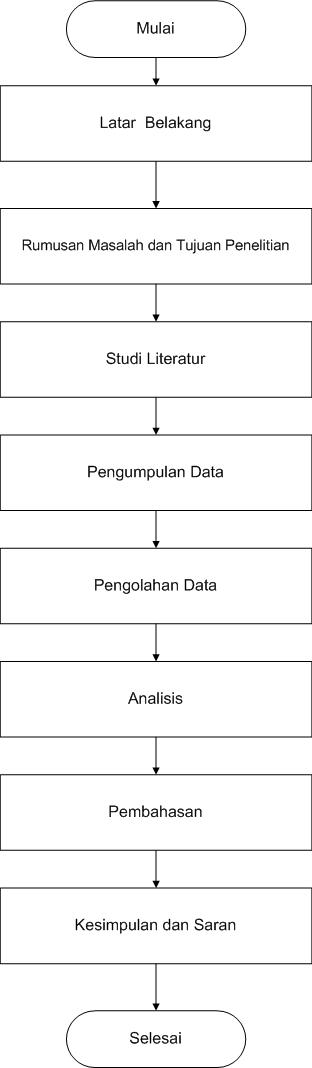 Mulai
Latar Belakang
Rumusan Masalah dan Tujuan Penelitian
Studi Literatur
Pengumpulan Data
Pengolahan Data
Analisis
Pembahasan
Kesimpulan dan Saran
Selesai